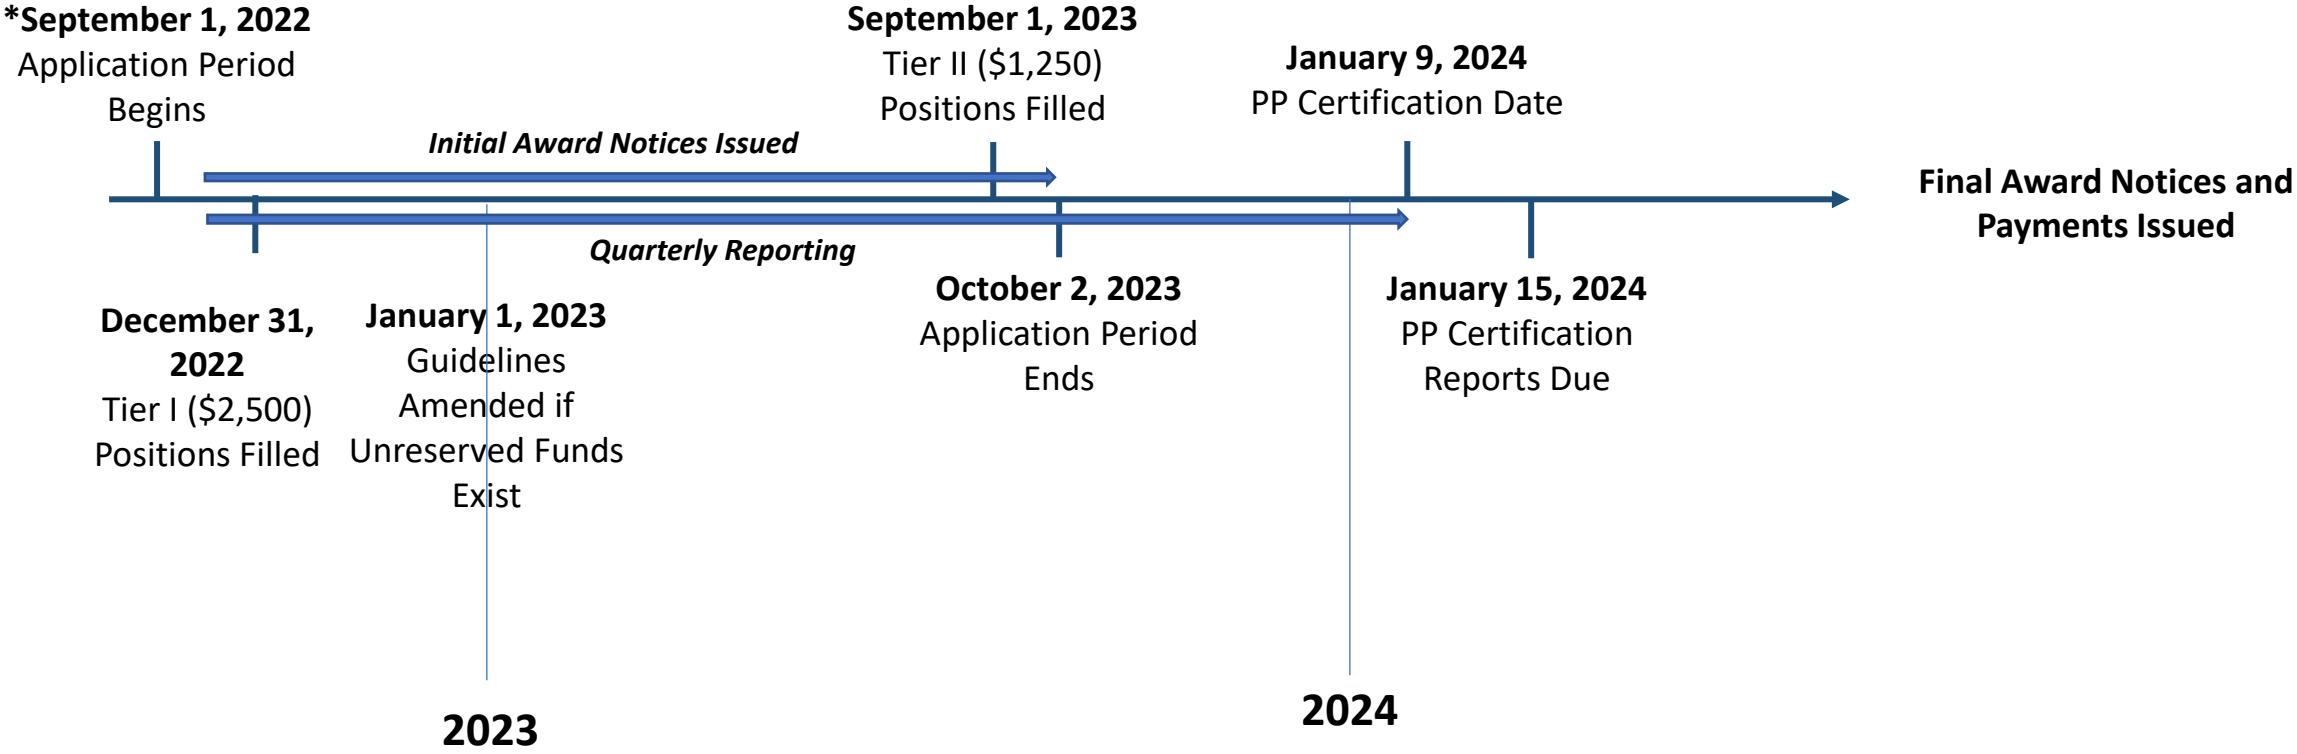 *September 1, 2022
Application Period
Begins
September 1, 2023
Tier II ($1,250)
Positions Filled
January 9, 2024
PP Certification Date
Initial Award Notices Issued
Final Award Notices and
Payments Issued
Quarterly Reporting
December 31,
2022
Tier I ($2,500)
Positions Filled
January 1, 2023
Guidelines
Amended if
Unreserved Funds
Exist
October 2, 2023
Application Period
Ends
January 15, 2024
PP Certification
Reports Due
2023
2024